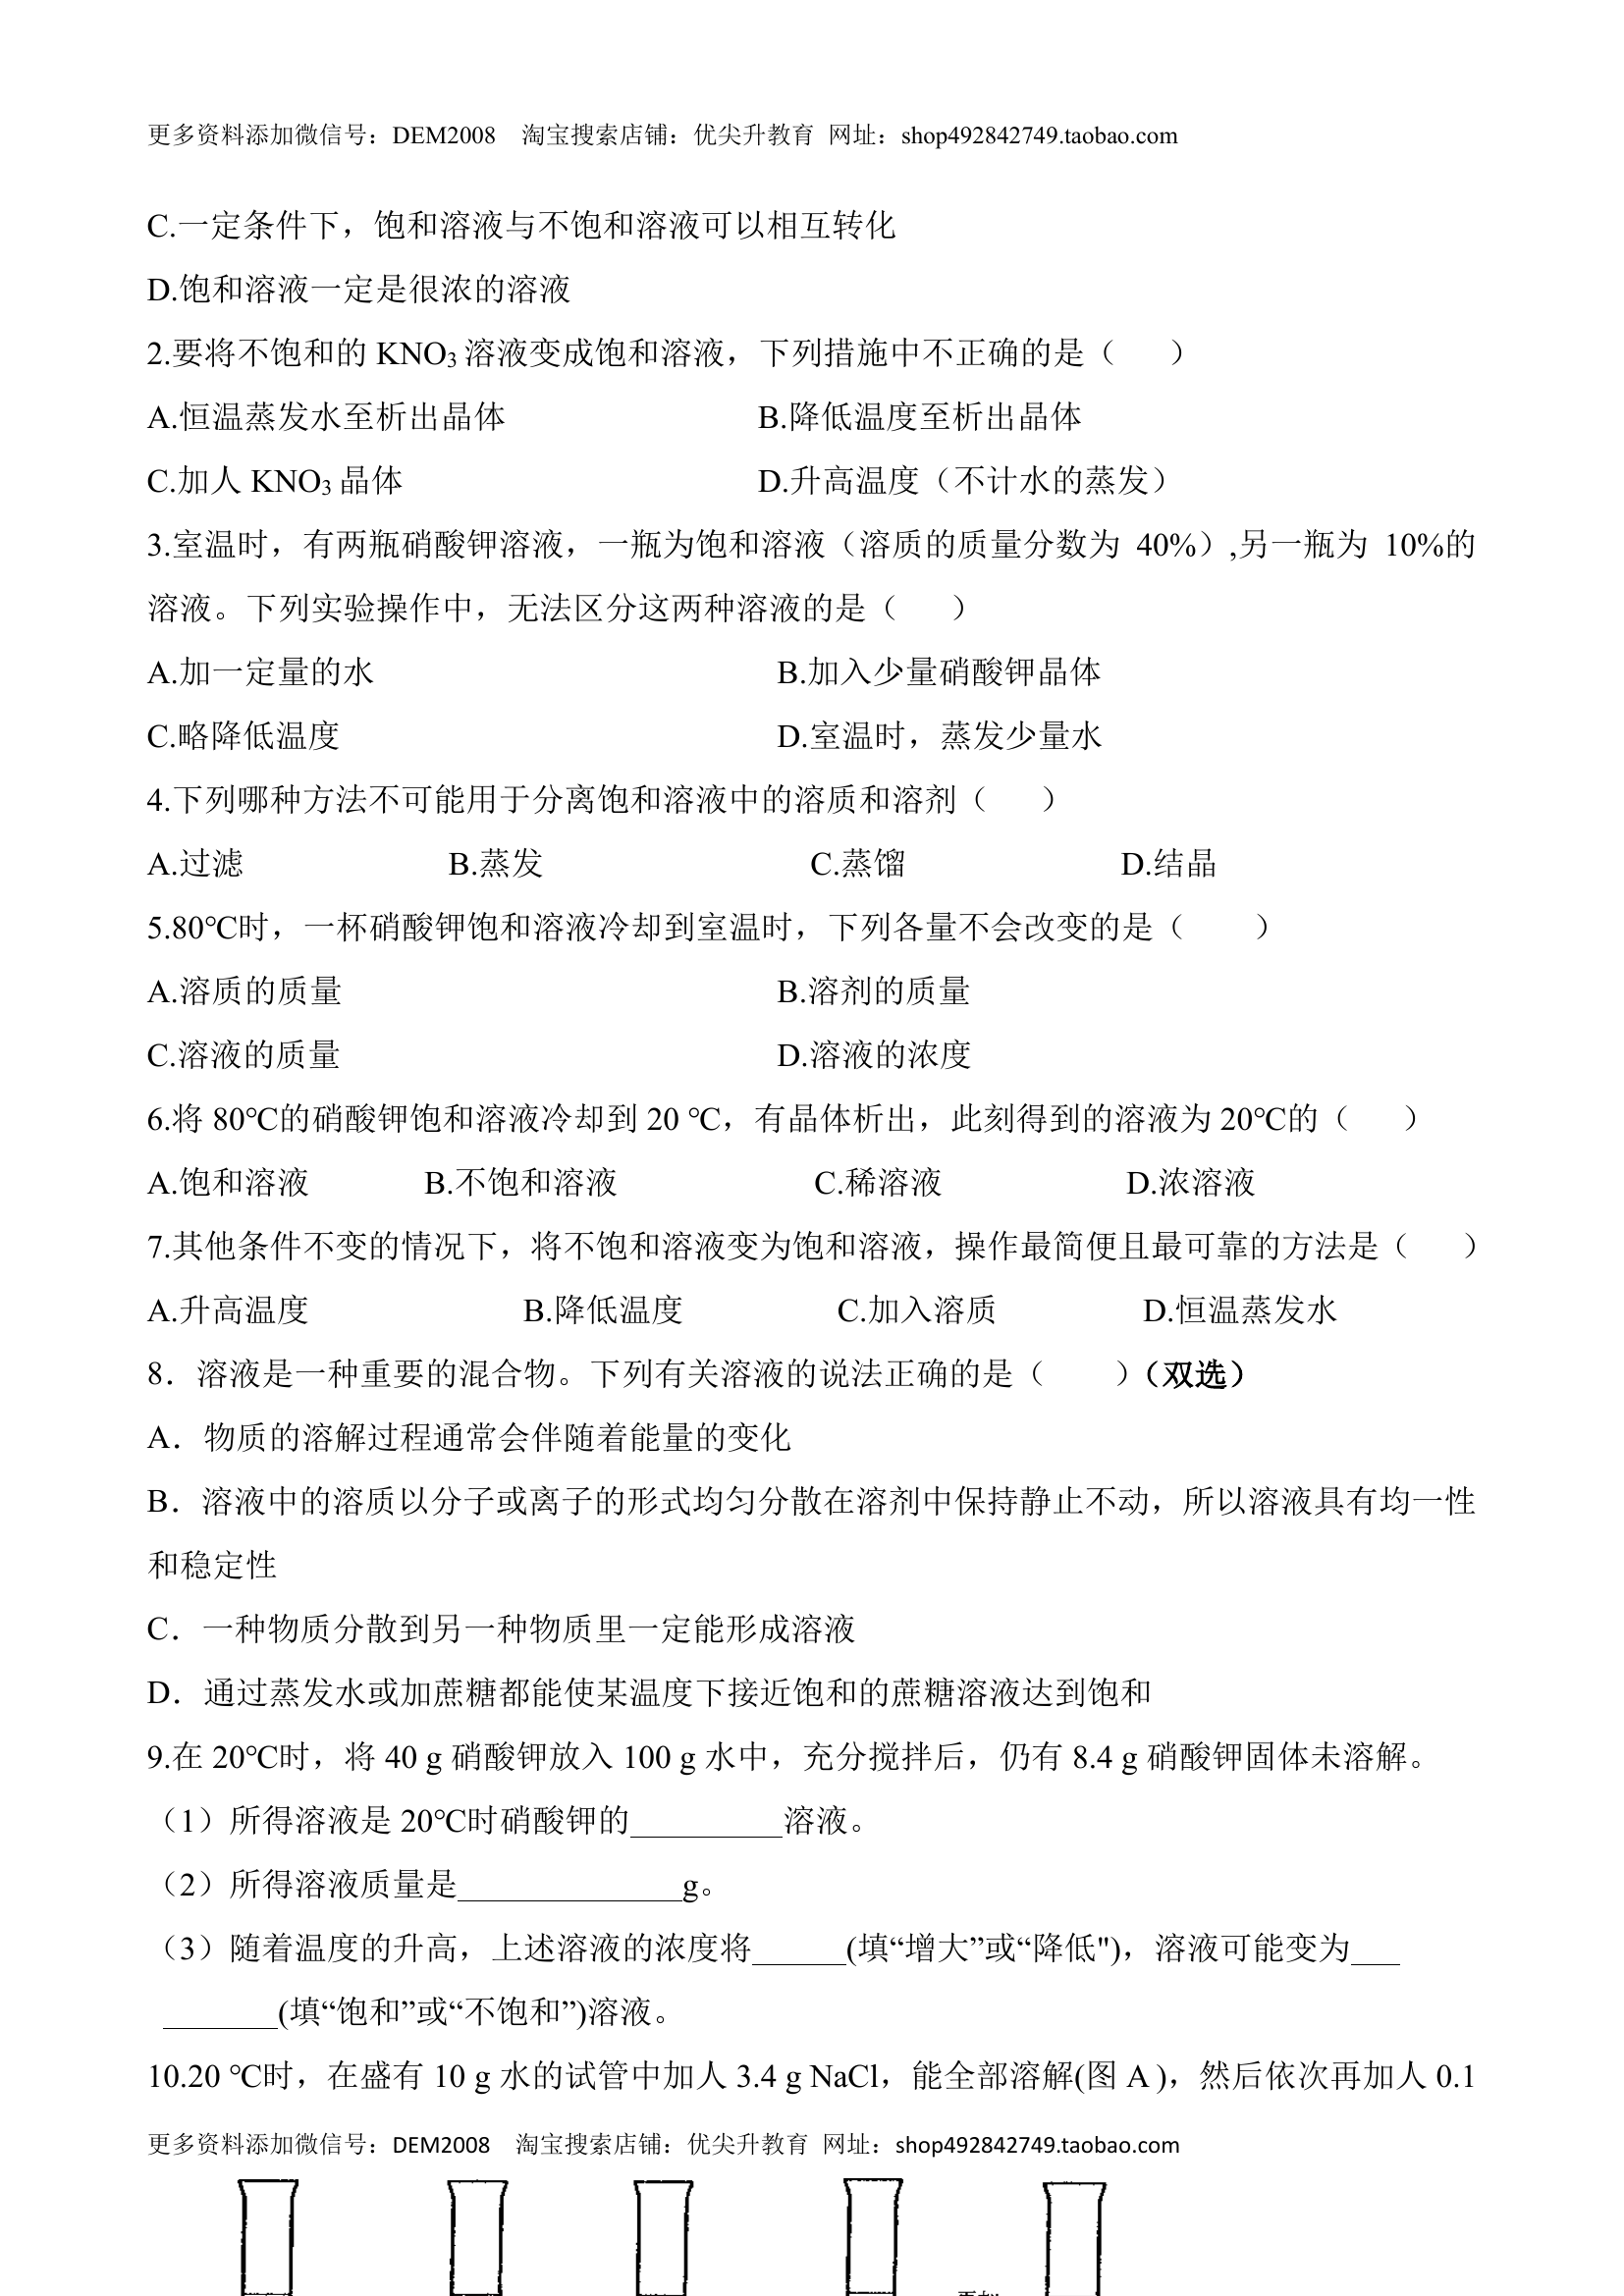 更多资料添加微信号：DEM2008 淘宝搜索店铺：优尖升教育 网址：shop492842749.taobao.com
C.一定条件下，饱和溶液与不饱和溶液可以相互转化
D.饱和溶液一定是很浓的溶液
2.要将不饱和的 KNO₃ 溶液变成饱和溶液，下列措施中不正确的是（ ）
A.恒温蒸发水至析出晶体 B.降低温度至析出晶体
C.加人 KNO₃ 晶体 D.升高温度（不计水的蒸发）
3.室温时，有两瓶硝酸钾溶液，一瓶为饱和溶液（溶质的质量分数为 40%）,另一瓶为 10%的
溶液。下列实验操作中，无法区分这两种溶液的是（ ）
A.加一定量的水 B.加入少量硝酸钾晶体
C.略降低温度 D.室温时，蒸发少量水
4.下列哪种方法不可能用于分离饱和溶液中的溶质和溶剂（ ）
A.过滤 B.蒸发 C.蒸馏 D.结晶
5.80℃时，一杯硝酸钾饱和溶液冷却到室温时，下列各量不会改变的是（ ）
A.溶质的质量 B.溶剂的质量
C.溶液的质量 D.溶液的浓度
6.将 80℃的硝酸钾饱和溶液冷却到 20 ℃，有晶体析出，此刻得到的溶液为 20℃的（ ）
A.饱和溶液 B.不饱和溶液 C.稀溶液 D.浓溶液
7.其他条件不变的情况下，将不饱和溶液变为饱和溶液，操作最简便且最可靠的方法是（ ）
A.升高温度 B.降低温度 C.加入溶质 D.恒温蒸发水
8．溶液是一种重要的混合物。下列有关溶液的说法正确的是（ ）（双选）
A．物质的溶解过程通常会伴随着能量的变化
B．溶液中的溶质以分子或离子的形式均匀分散在溶剂中保持静止不动，所以溶液具有均一性
和稳定性
C．一种物质分散到另一种物质里一定能形成溶液
D．通过蒸发水或加蔗糖都能使某温度下接近饱和的蔗糖溶液达到饱和
9.在 20℃时，将 40 g 硝酸钾放入 100 g 水中，充分搅拌后，仍有 8.4 g 硝酸钾固体未溶解。
（1）所得溶液是 20℃时硝酸钾的_________溶液。
（2）所得溶液质量是_____________g。
（3）随着温度的升高，上述溶液的浓度将_____(填“增大”或“降低")，溶液可能变为___
_______(填“饱和”或“不饱和”)溶液。
10.20 ℃时，在盛有 10 g 水的试管中加人 3.4 g NaCl，能全部溶解(图 A )，然后依次再加人 0.1
更多资料添加微信号：DEM2008 淘宝搜索店铺：优尖升教育 网址：shop492842749.taobao.com